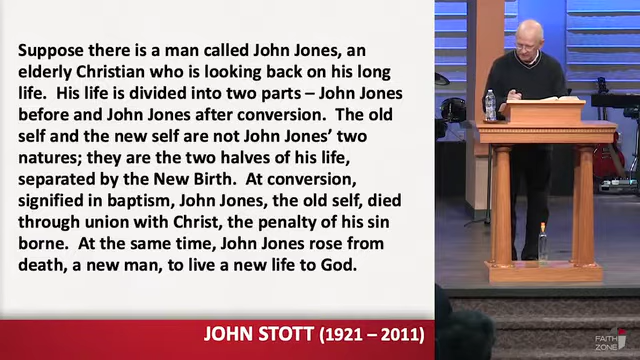 Suppose there is a man called John Jones, an
elderly Christian who is looking back on his long
life.  His life is divided into two parts – John Jones
before and John Jones after conversion.  The old
self and the new self are not John Jones’ two
natures; they are the two halves of his life,
separated by the New Birth.  At conversion,
signified in baptism, John Jones, the old self, died
through union with Christ, the penalty of his sin
borne.  At the same time, John Jones rose from
death, a new man, to live a new life to God.
JOHN STOTT (1921 – 2011)
FAITH
ZONE